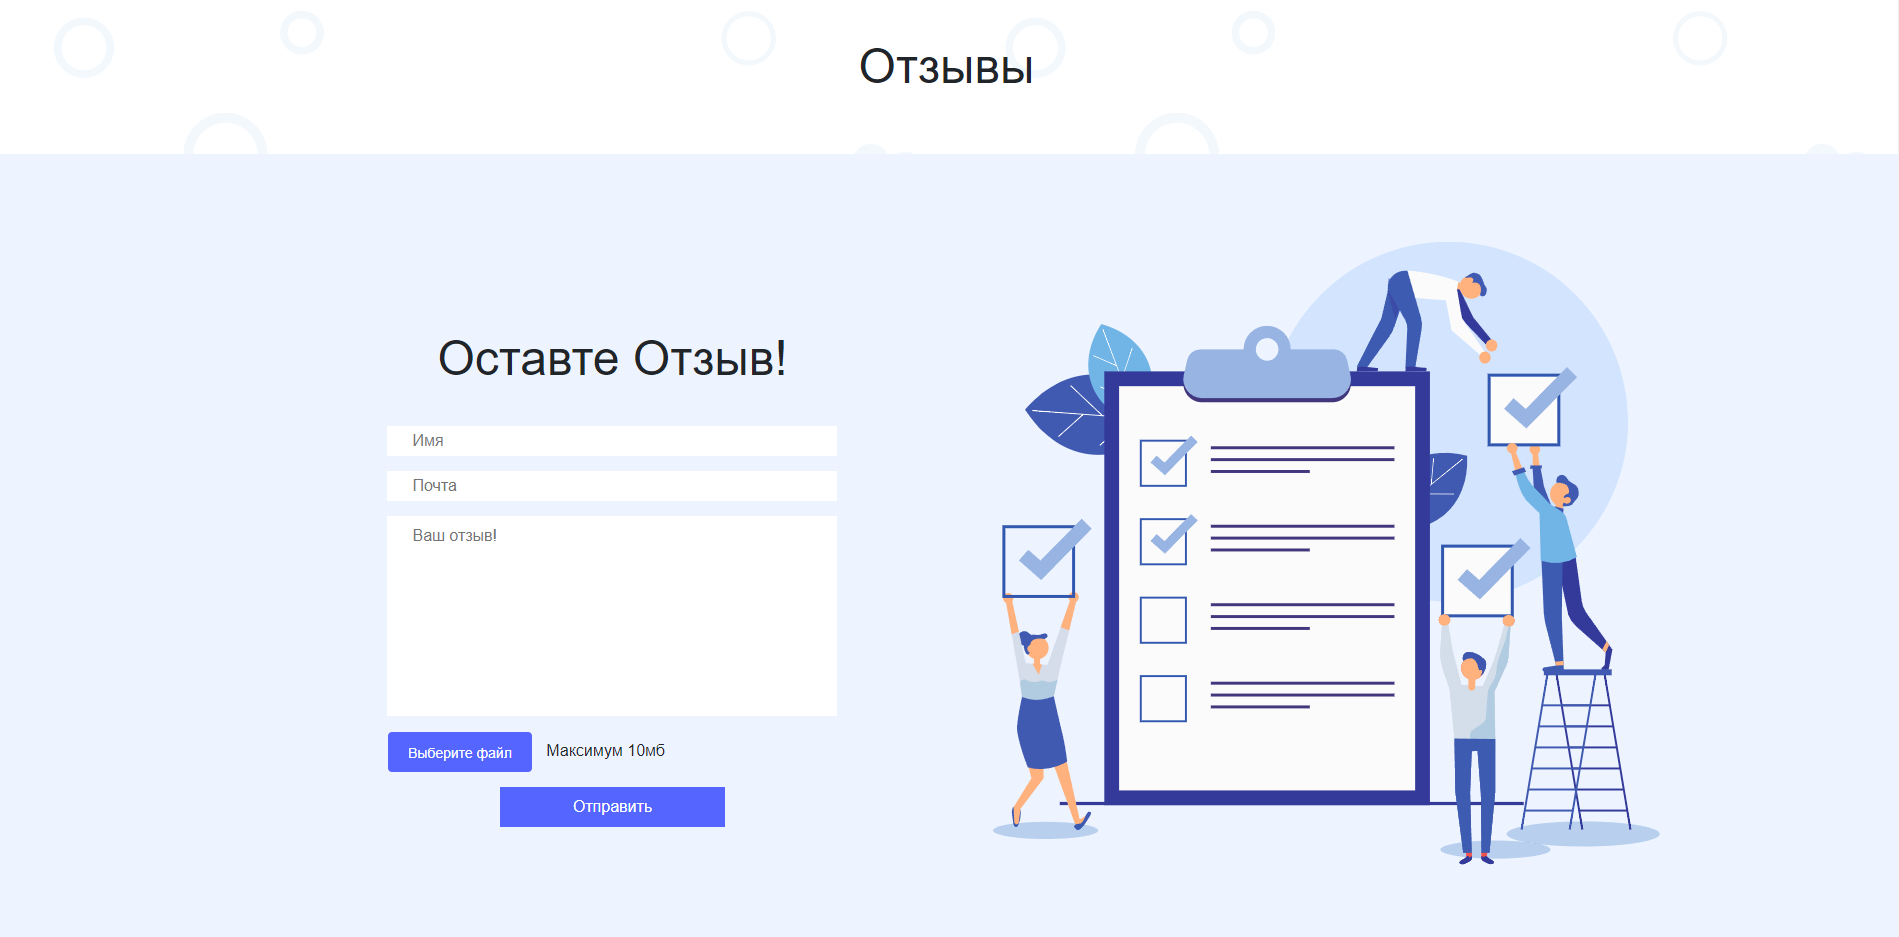 Отзывы
Оставте Отзыв!
Имя
Почта
Ваш отзыв!
Выберите файл Максимум 10мб
Отправить